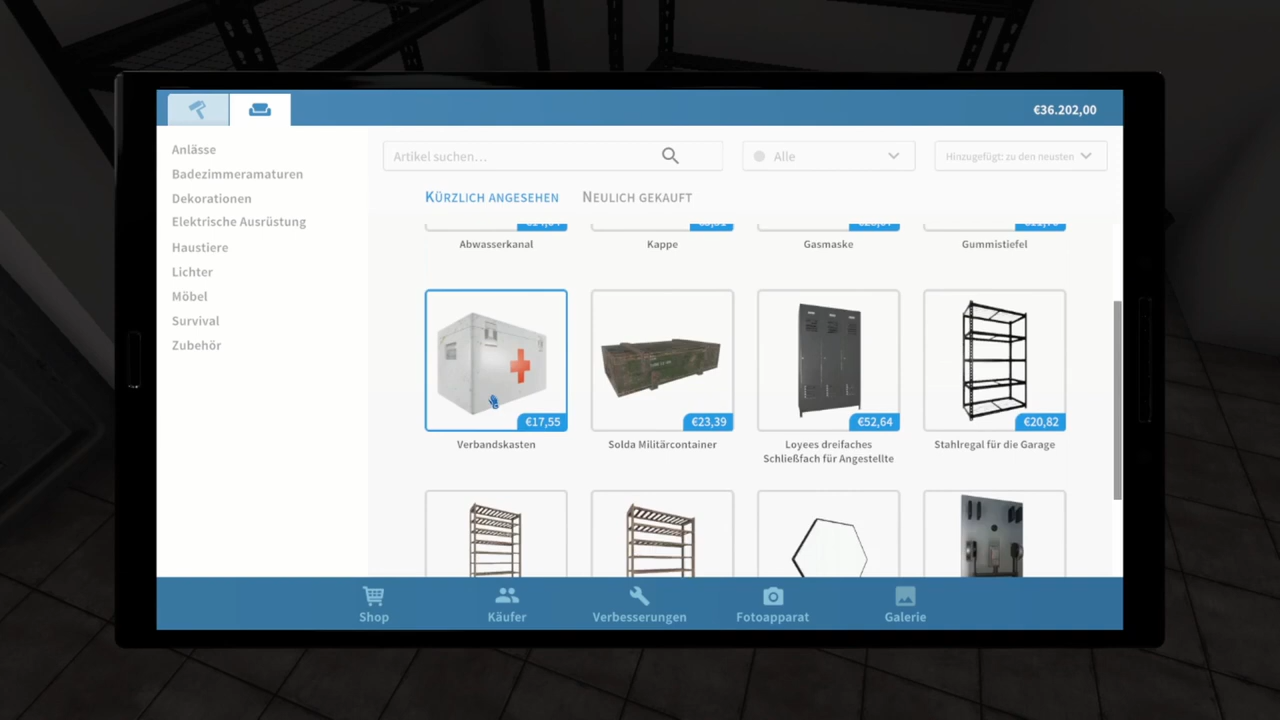 €36.202,00
Artikel suchen...
Alle
Hinzugefügt: zu den neusten
Anlässe
Badezimmeramaturen
Dekorationen
Elektrische Ausrüstung
Haustiere
Lichter
Möbel
Survival
Zubehör
KÜRZLICH ANGESEHEN
NEULICH GEKAUFT
Abwasserkanal
Kappe
Gasmaske
Gummistiefel
€17,55
€23,39
€52,64
€20,82
Verbandskasten
Solda Militärcontainer
Loyees dreifaches
Schließfach für Angestellte
Stahlregal für die Garage
Shop
Käufer
Verbesserungen
Fotoapparat
Galerie